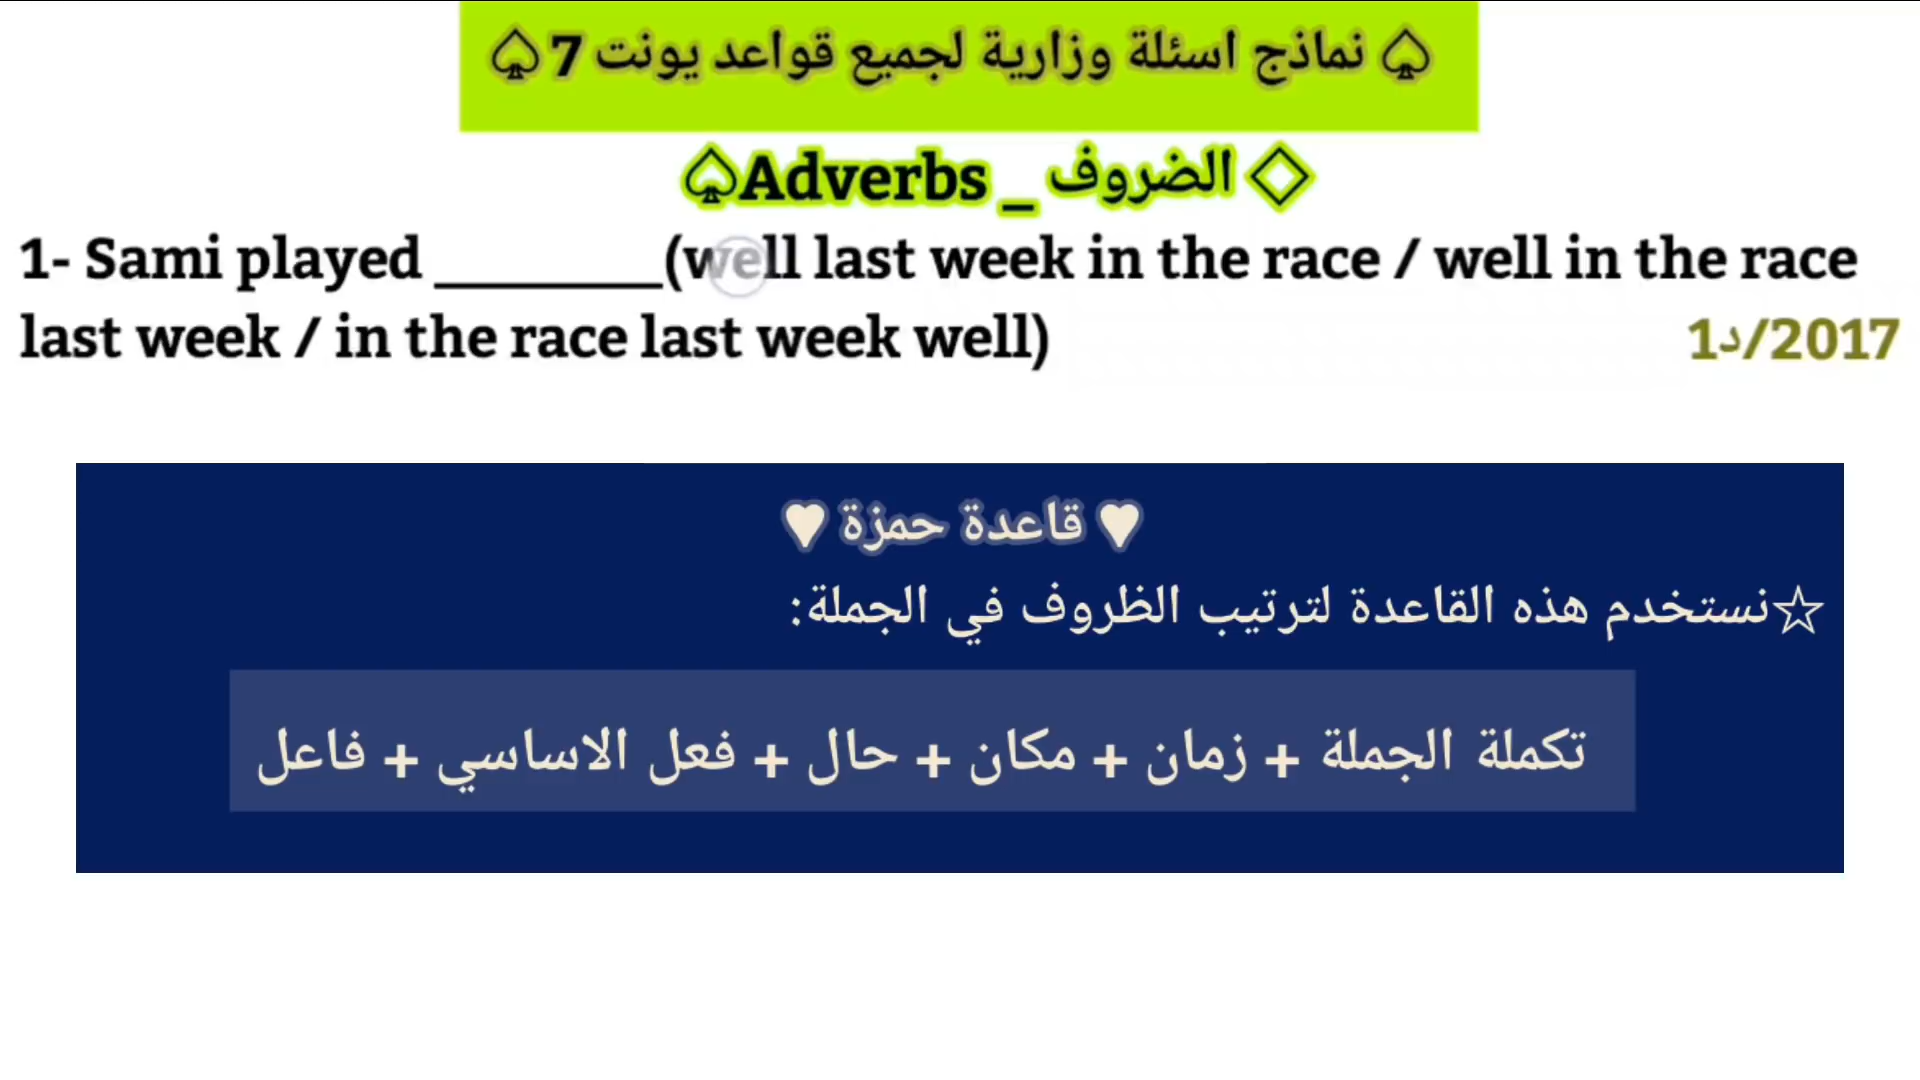 ♤ نماذج اسئلة وزارية لجميع قواعد يونت 7 ♤
◇ الضروف _ Adverbs♤
1- Sami played ________(well last week in the race / well in the race
last week / in the race last week well)
2017/د1
♥ قاعدة حمزة ♥
☆نستخدم هذه القاعدة لترتيب الظروف في الجملة:
تكملة الجملة + زمان + مكان + حال + فعل الاساسي + فاعل